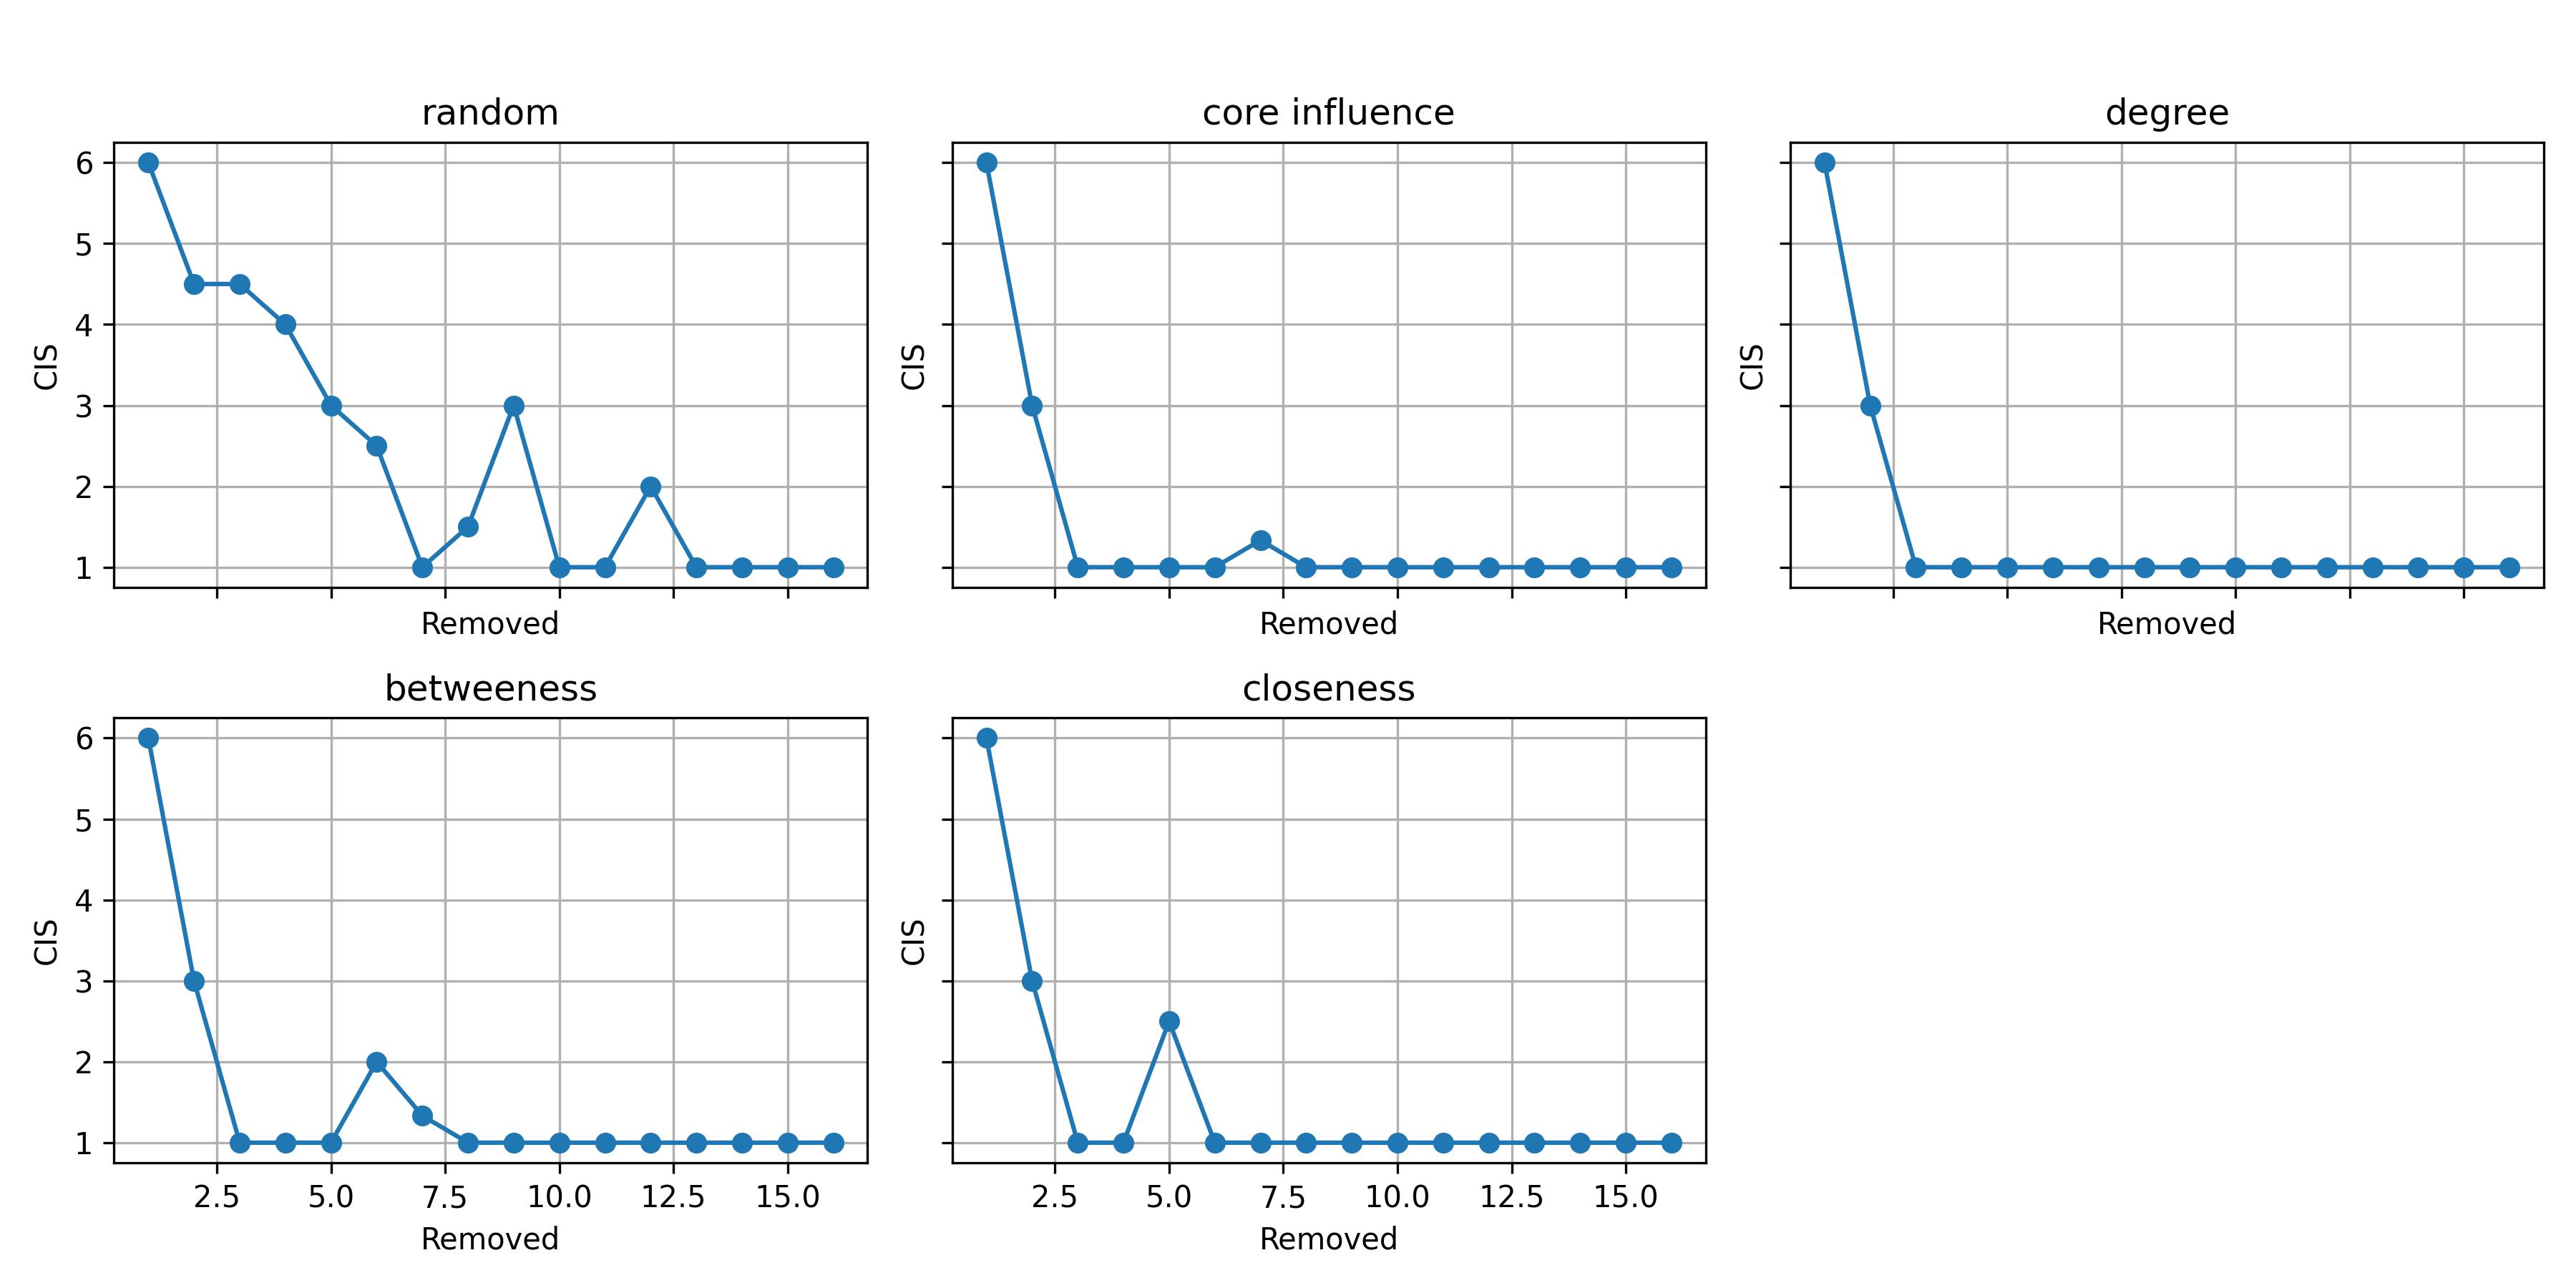 random
core influence
degree
6
5
4
3
2
1
CIS
CIS
CIS
Removed
Removed
Removed
betweeness
closeness
6
5
4
3
2
1
CIS
CIS
2.5 5.0 7.5 10.0 12.5 15.0
2.5 5.0 7.5 10.0 12.5 15.0
Removed
Removed